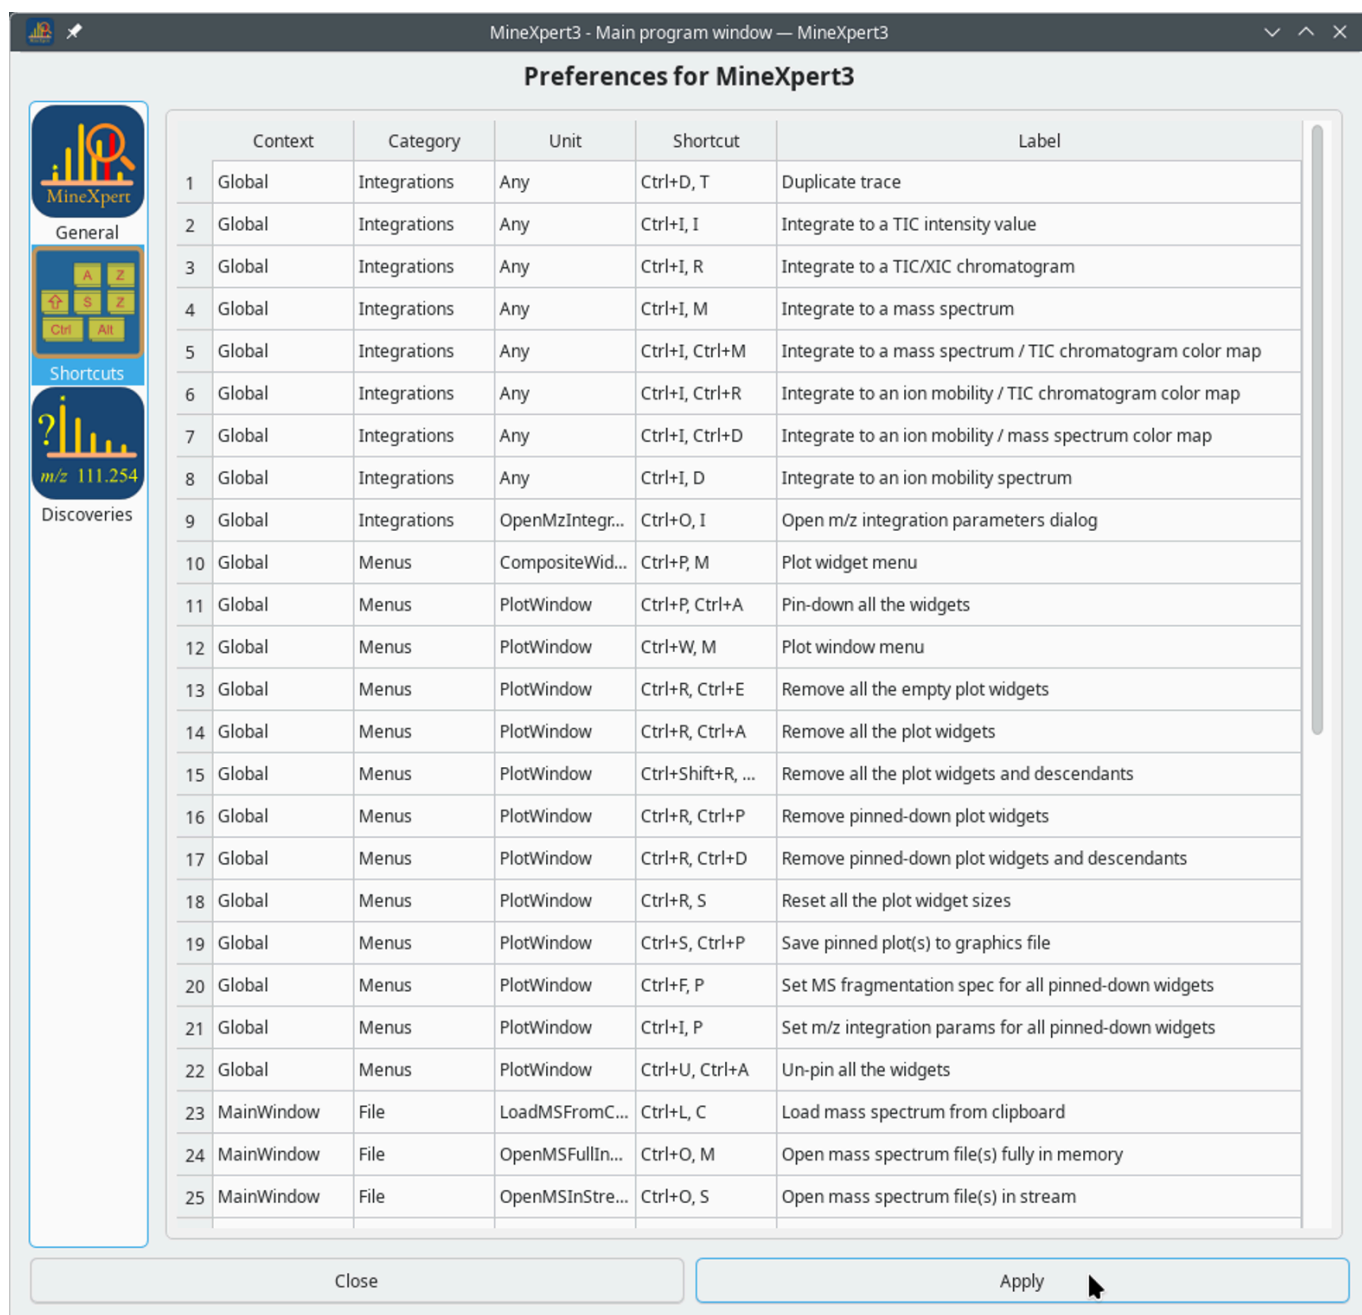 MineXpert3 - Main program window — MineXpert3
Preferences for MineXpert3
MineXpert
General
A Z
S Z
Ctrl Alt
Shortcuts
?
m/z 111.254
Discoveries
Context Category Unit Shortcut Label
1 Global Integrations Any Ctrl+D, T Duplicate trace
2 Global Integrations Any Ctrl+I, I Integrate to a TIC intensity value
3 Global Integrations Any Ctrl+I, R Integrate to a TIC/XIC chromatogram
4 Global Integrations Any Ctrl+I, M Integrate to a mass spectrum
5 Global Integrations Any Ctrl+I, Ctrl+M Integrate to a mass spectrum / TIC chromatogram color map
6 Global Integrations Any Ctrl+I, Ctrl+R Integrate to an ion mobility / TIC chromatogram color map
7 Global Integrations Any Ctrl+I, Ctrl+D Integrate to an ion mobility / mass spectrum color map
8 Global Integrations Any Ctrl+I, D Integrate to an ion mobility spectrum
9 Global Integrations OpenMzIntegr... Ctrl+O, I Open m/z integration parameters dialog
10 Global Menus CompositeWid... Ctrl+P, M Plot widget menu
11 Global Menus PlotWindow Ctrl+P, Ctrl+A Pin-down all the widgets
12 Global Menus PlotWindow Ctrl+W, M Plot window menu
13 Global Menus PlotWindow Ctrl+R, Ctrl+E Remove all the empty plot widgets
14 Global Menus PlotWindow Ctrl+R, Ctrl+A Remove all the plot widgets
15 Global Menus PlotWindow Ctrl+Shift+R, ... Remove all the plot widgets and descendants
16 Global Menus PlotWindow Ctrl+R, Ctrl+P Remove pinned-down plot widgets
17 Global Menus PlotWindow Ctrl+R, Ctrl+D Remove pinned-down plot widgets and descendants
18 Global Menus PlotWindow Ctrl+R, S Reset all the plot widget sizes
19 Global Menus PlotWindow Ctrl+S, Ctrl+P Save pinned plot(s) to graphics file
20 Global Menus PlotWindow Ctrl+F, P Set MS fragmentation spec for all pinned-down widgets
21 Global Menus PlotWindow Ctrl+I, P Set m/z integration params for all pinned-down widgets
22 Global Menus PlotWindow Ctrl+U, Ctrl+A Un-pin all the widgets
23 MainWindow File LoadMSFromC... Ctrl+L, C Load mass spectrum from clipboard
24 MainWindow File OpenMSFullIn... Ctrl+O, M Open mass spectrum file(s) fully in memory
25 MainWindow File OpenMSInStre... Ctrl+O, S Open mass spectrum file(s) in stream
Close Apply